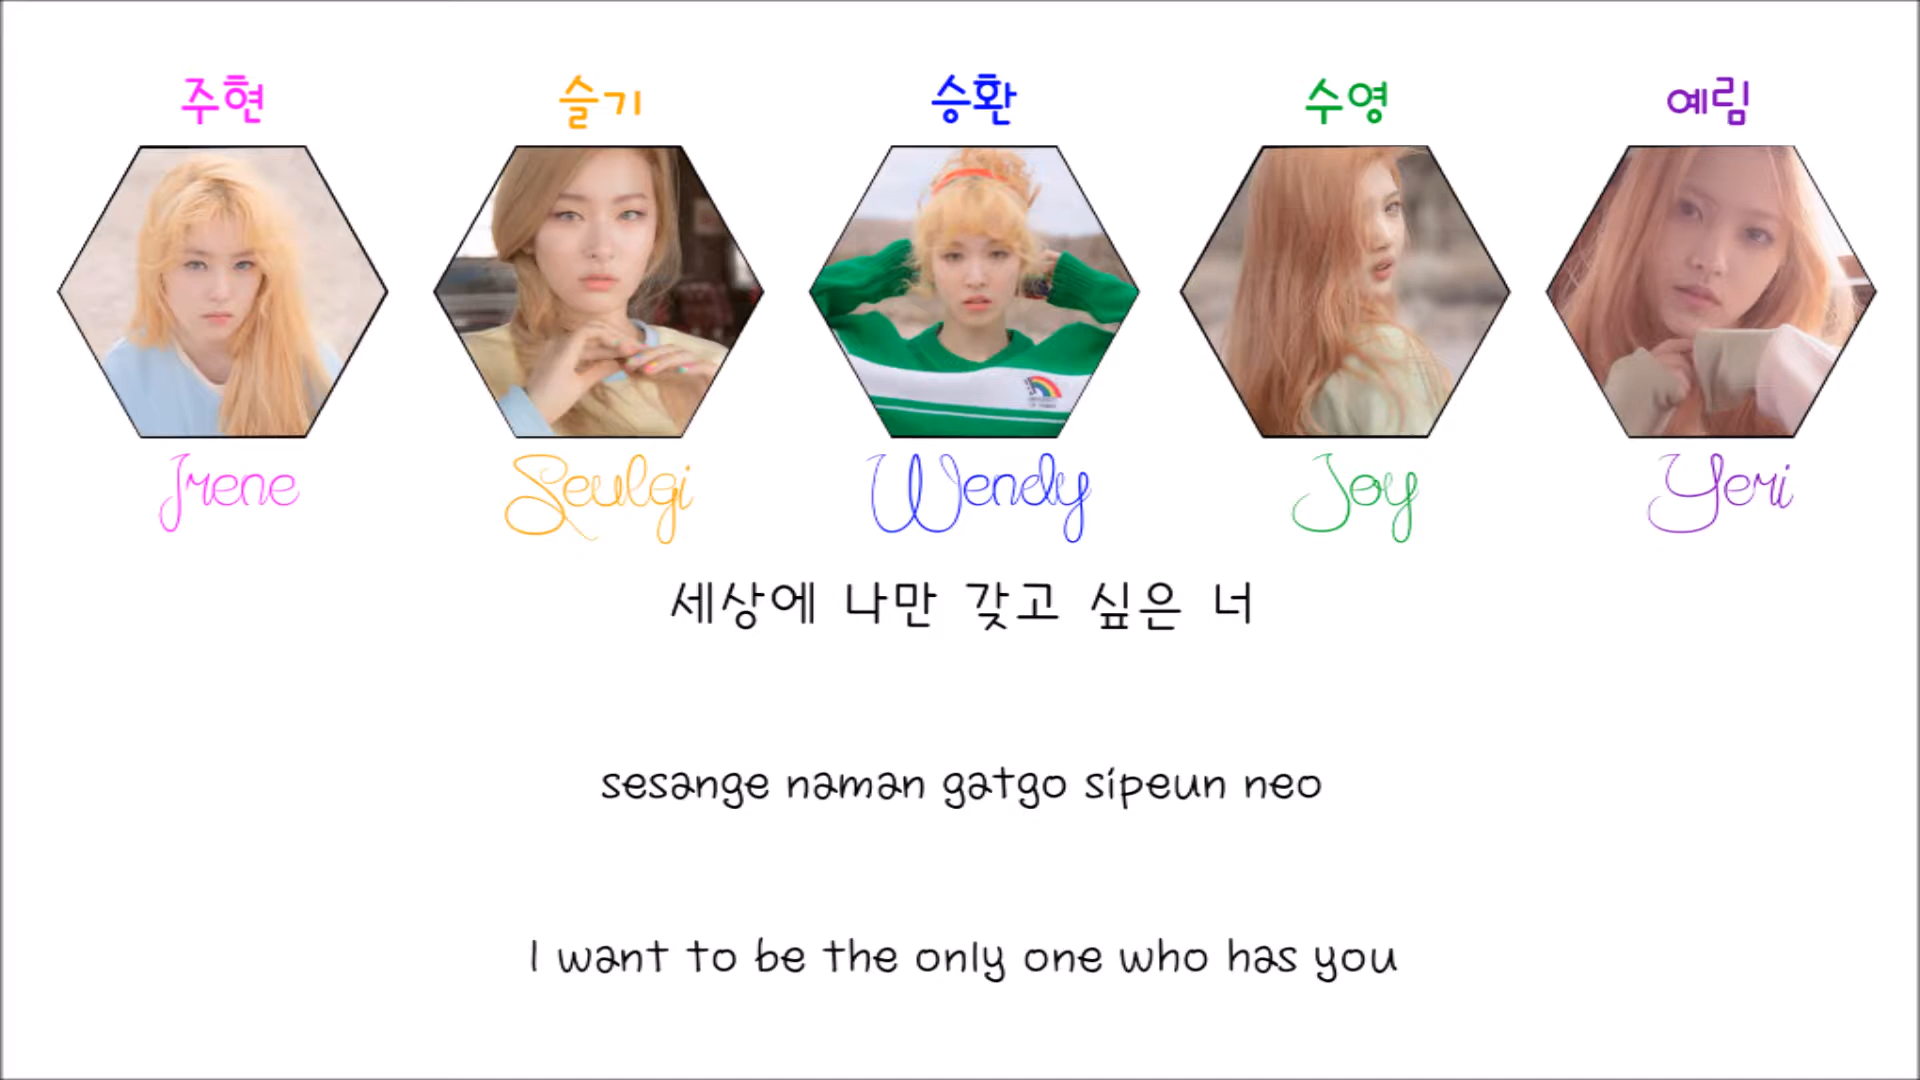 주현 슬기 승환 수영 예림
Irene Seulgi Wendy Joy Yeri
세상에 나만 갖고 싶은 너
sesange naman gatgo sipeun neo
I want to be the only one who has you